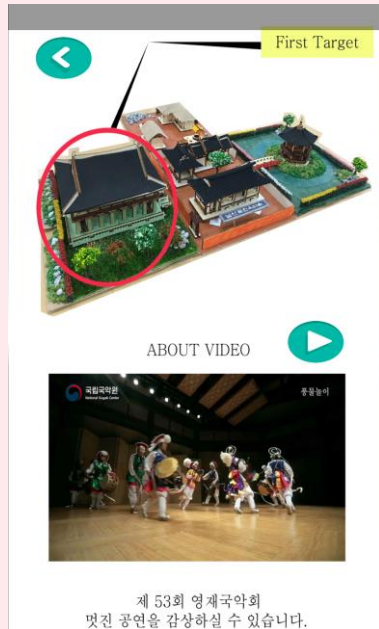 First Target
ABOUT VIDEO
국립국악원
National Gugak Center
풍물놀이
제 53회 영재국악회
멋진 공연을 감상하실 수 있습니다.